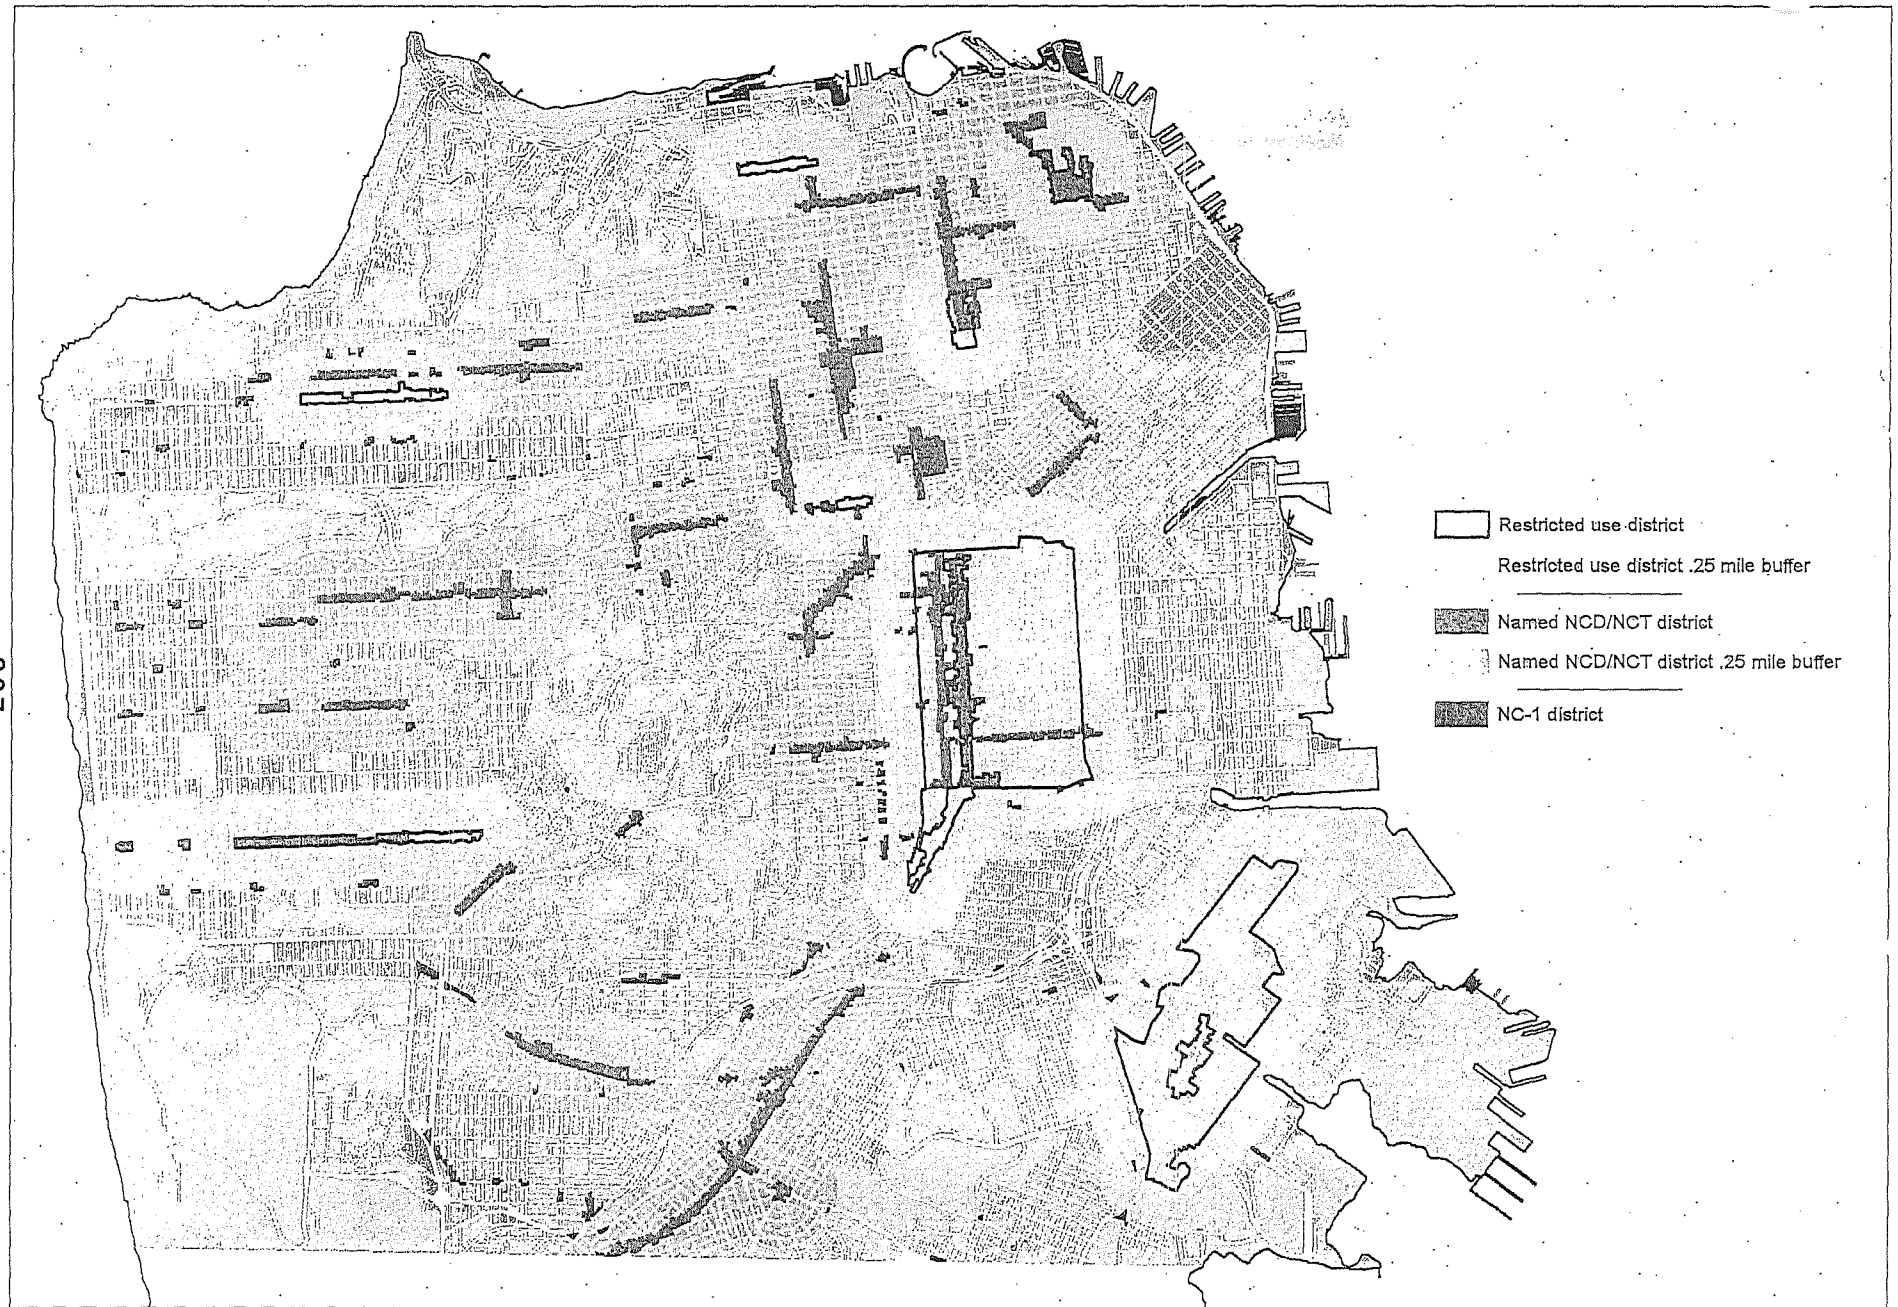 Restricted use district
Restricted use district .25 mile buffer
Named NCD/NCT district
Named NCD/NCT district .25 mile buffer
NC-1 district